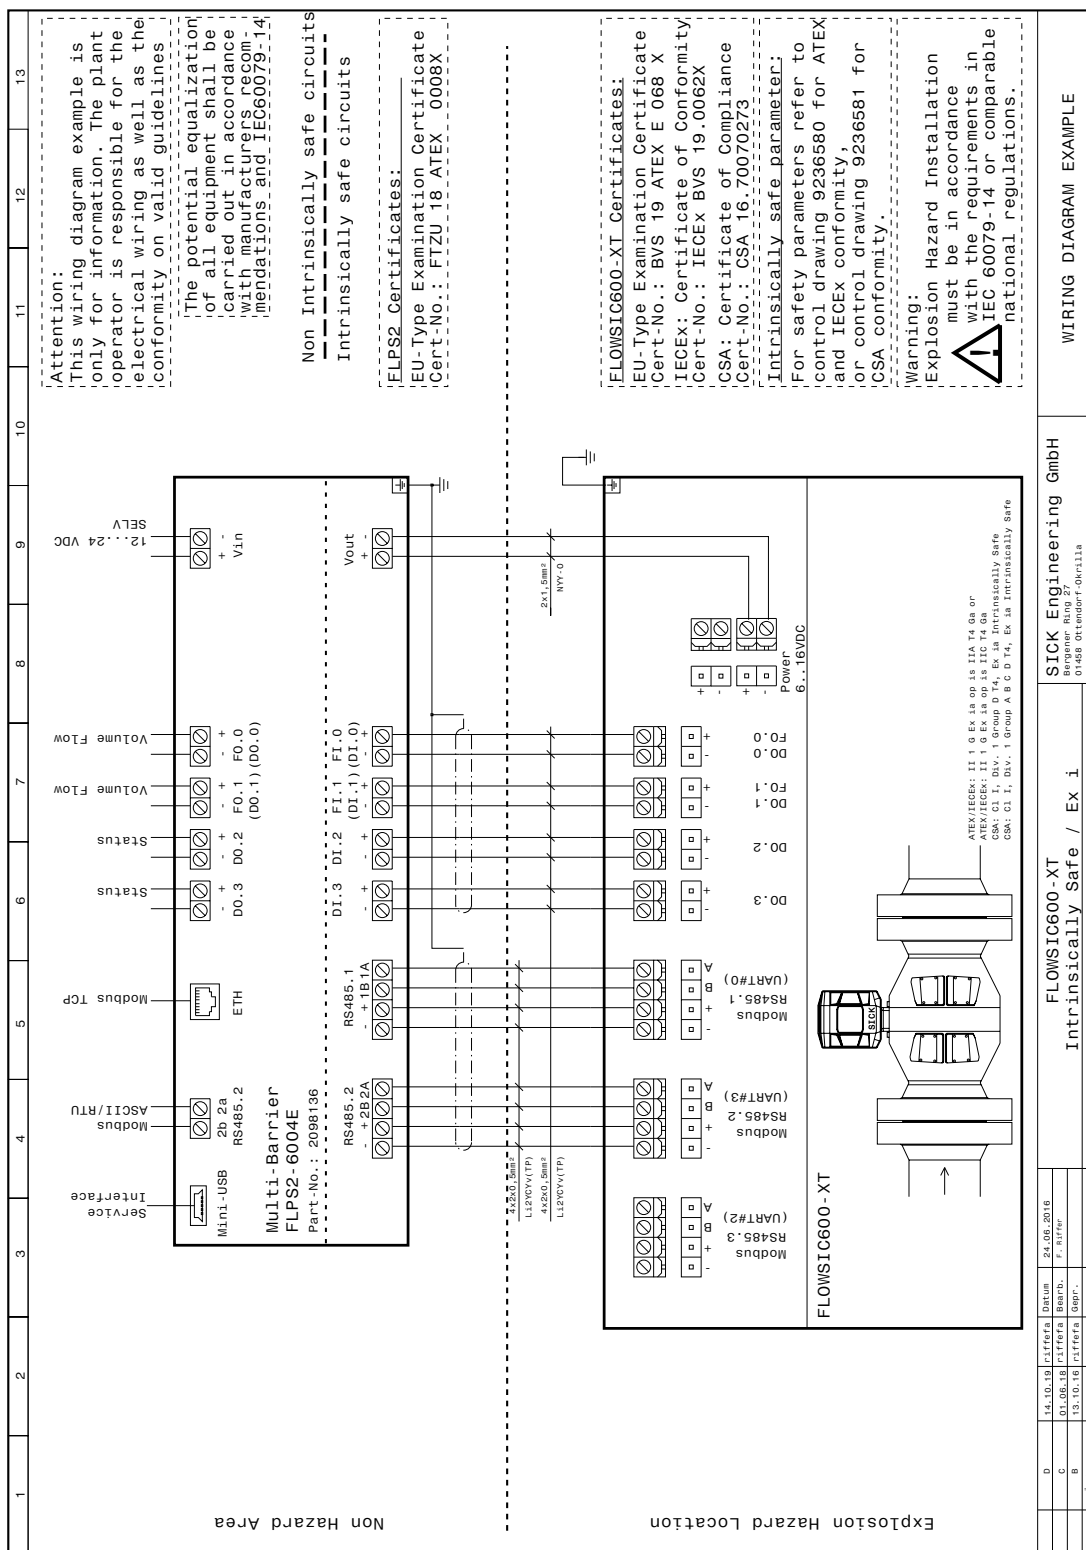 13
12
11
10
9
8
7
6
5
4
3
2
1
Attention:
This wiring diagram example is
only for information. The plant
operator is responsible for the
electrical wiring as well as the
conformity on valid guidelines
The potential equalization
of all equipment shall be
carried out in accordance
with manufacturers recom-
mendations and IEC60079-14
Non Intrinsically safe circuits
Intrinsically safe circuits
FLPS2 Certificates:
EU-Type Examination Certificate
Cert-No.: FTZU 18 ATEX 0008X
FLOWSIC600-XT Certificates:
EU-Type Examination Certificate
Cert-No.: BVS 19 ATEX E 068 X
IECEx: Certificate of Conformity
Cert-No.: IECEX BVS 19.0062X
CSA: Certificate of Compliance
Cert-No.: CSA 16.70070273
Intrinsically safe parameter:
For safety parameters refer to
control drawing 9236580 for ATEX
and IECEx conformity,
or control drawing 9236581 for
CSA conformity.
Warning:
Explosion Hazard Installation
must be in accordance
with the requirements in
IEC 60079-14 or comparable
national regulations.
12...24 VDC
SELV
+ -
Vin
Vout
+ -
Volume Flow
- +
FO.0
(DO.0)
FI.0
(DI.0)
- +
Volume Flow
- +
FO.1
(DO.1)
FI.1
(DI.1)
- +
Status
- +
DO.2
DI.2
- +
Status
- +
DO.3
DI.3
- +
Modbus TCP
ETH
RS485.1
- + 1B 1A
Modbus
ASCII/RTU
2b 2a
RS485.2
RS485.2
- + 2B 2A
Service
Interface
Mini-USB
Multi-Barrier
FLPS2-6004E
Part-No.: 2098136
2x1,5mm²
NYY-O
4x2x0,5mm²
Li2YCYv(TP)
4x2x0,5mm²
Li2YCYv(TP)
+ - + -
Power
6..16VDC
- +
FO.0
DO.0
- +
FO.1
DO.1
- +
DO.2
- +
DO.3
- + B A
Modbus
RS485.1
(UART#0)
- + B A
Modbus
RS485.2
(UART#3)
- + B A
Modbus
RS485.3
(UART#2)
FLOWSIC600-XT
SICK
ATEX/IECEx: II 1 G Ex ia op is IIA T4 Ga or
ATEX/IECEx: II 1 G Ex ia op is IIC T4 Ga
CSA: Cl I, Div. 1 Group D T4, Ex ia Intrinsically Safe
CSA: Cl I, Div. 1 Group A B C D T4, Ex ia Intrinsically Safe
Non Hazard Area
Explosion Hazard Location
WIRING DIAGRAM EXAMPLE
SICK Engineering GmbH
Bergener Ring 27
01458 Ottendorf-Okrilla
FLOWSIC600-XT
Intrinsically Safe / Ex i
D 14.10.19 riffefa Datum 24.06.2016
C 01.06.18 riffefa Bearb. F. Riffer
B 13.10.16 riffefa Gepr.